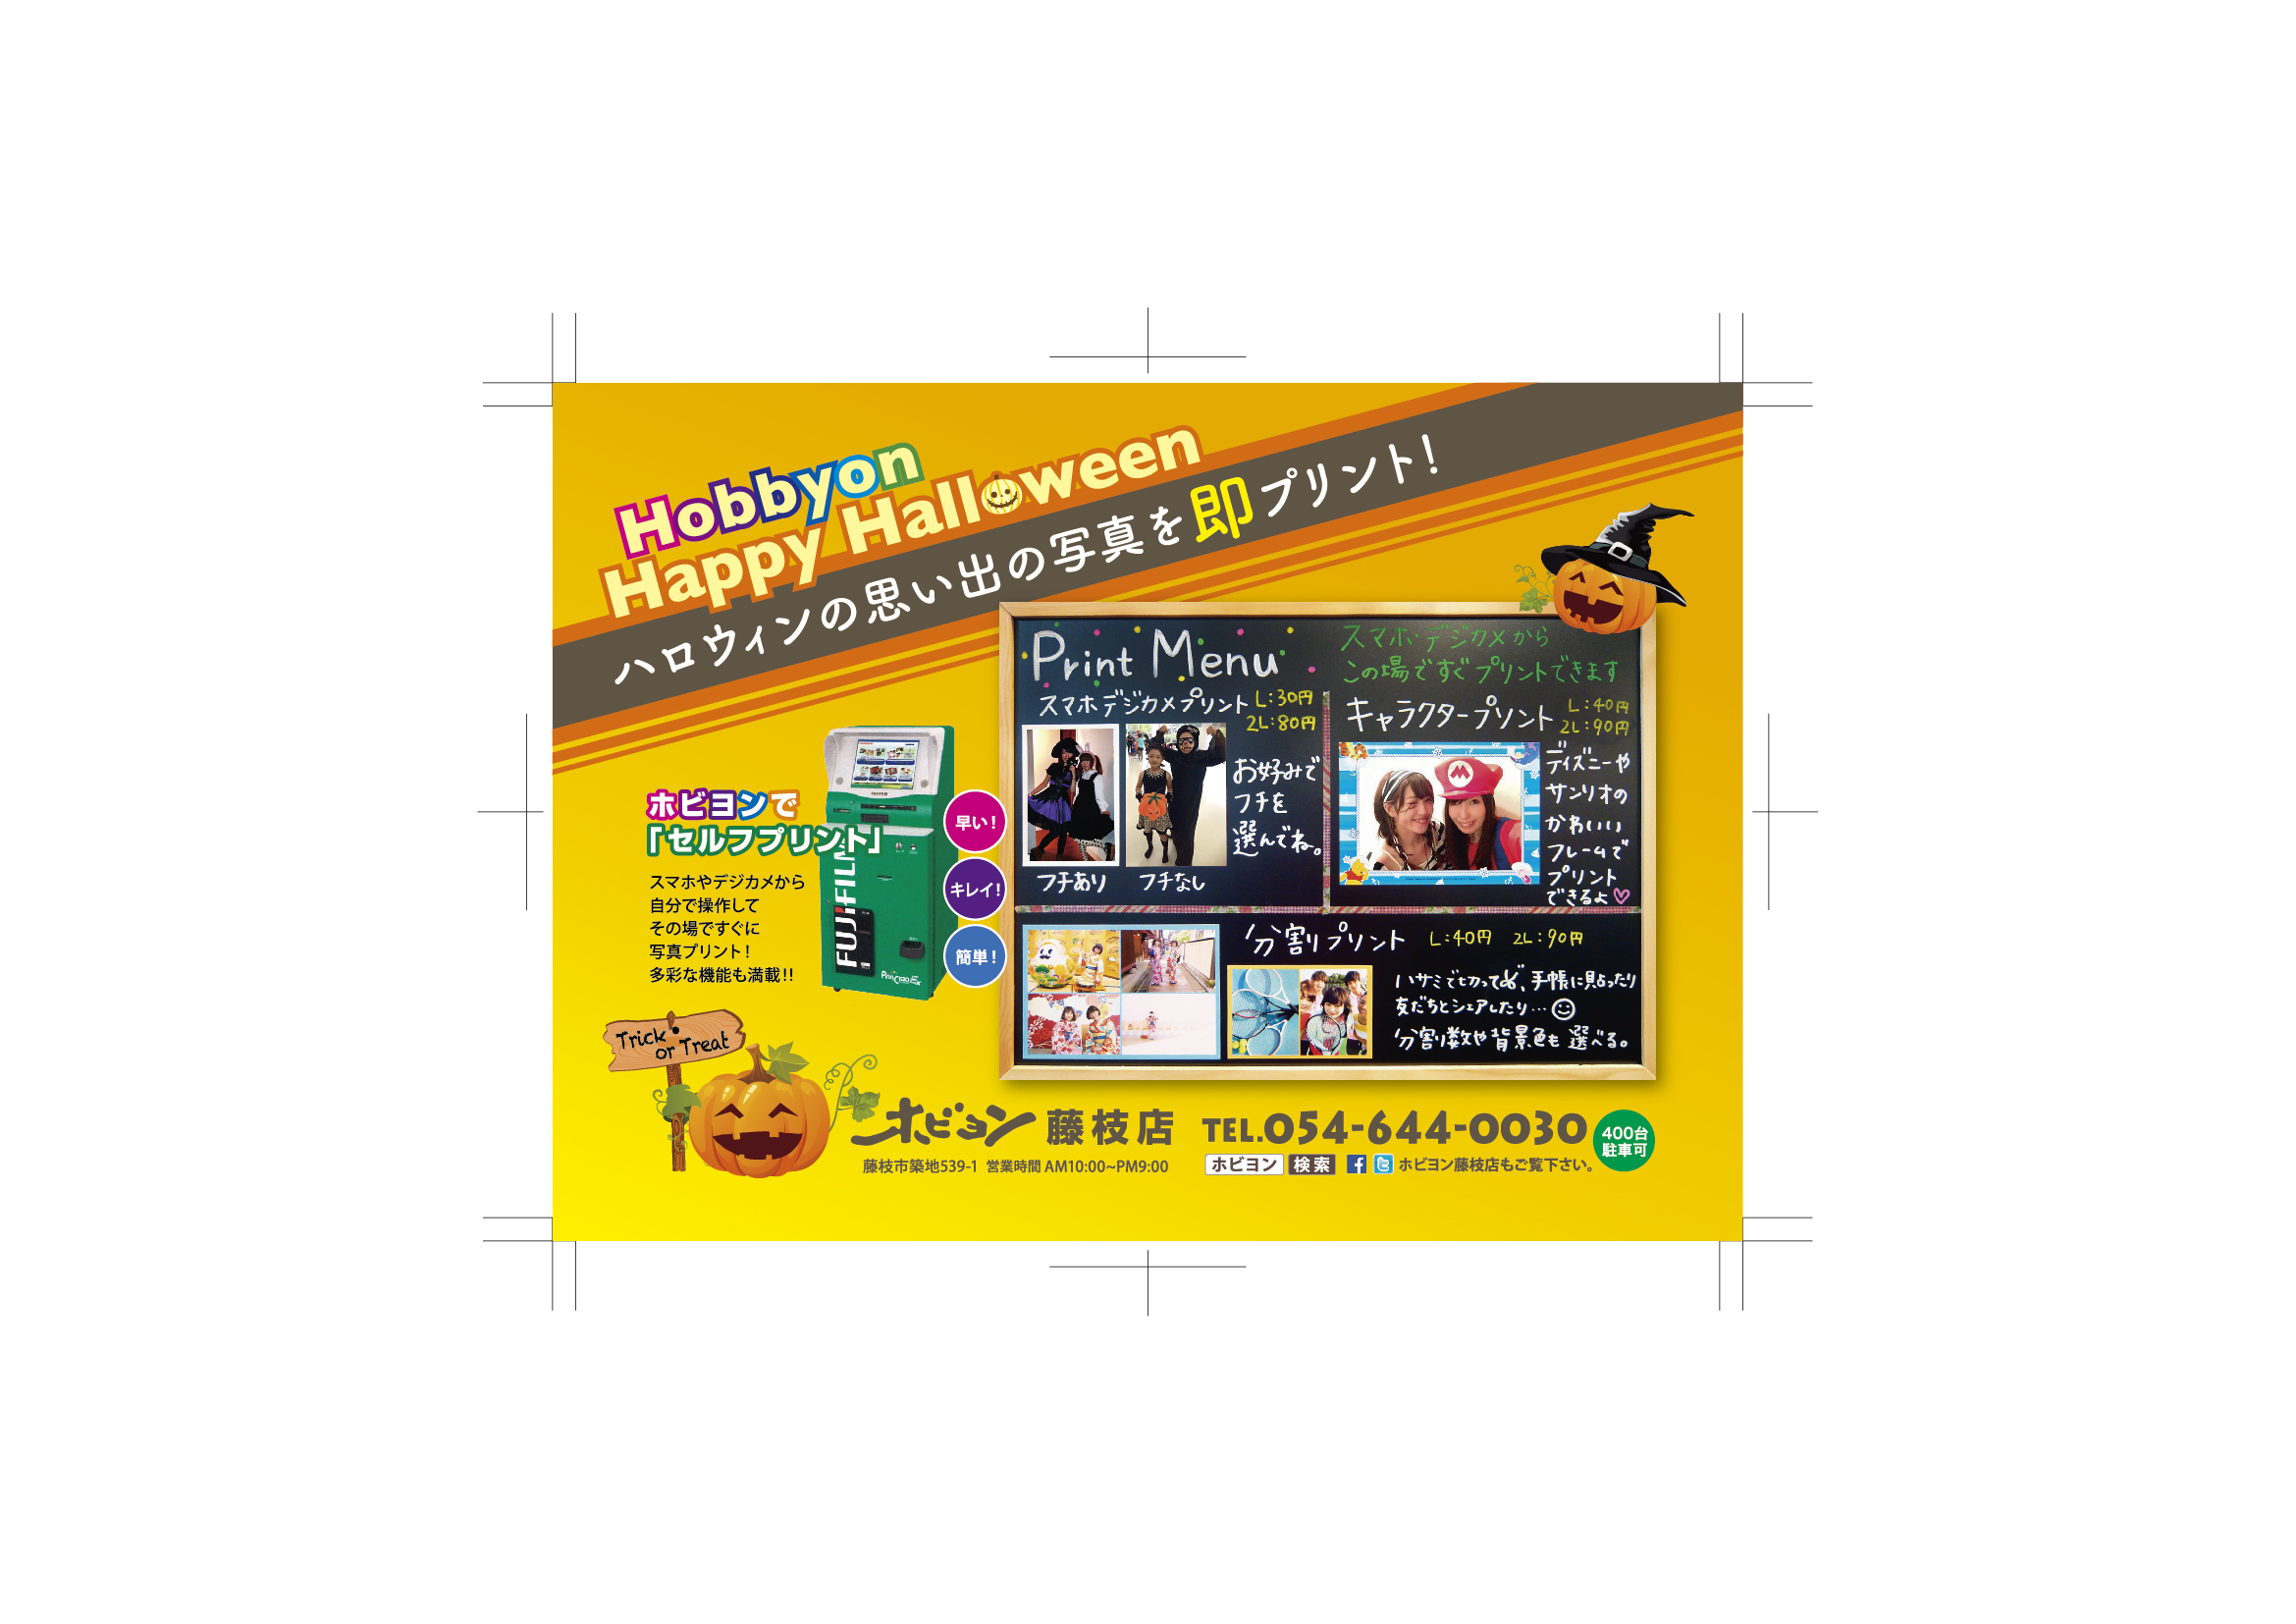 Hobbyon
Happy Halloween
ハロウィンの思い出の写真を即プリント!
Print Menu
スマホ・デジカメから
この場ですぐプリントできます
スマホデジカメプリント
L:30円
2L:80円
お好みで
フチを
選んでね。
フチあり
フチなし
キャラクタープリント
L:40円
2L:90円
ディズニーや
サンリオの
かわいい
フレームで
プリント
できるよ♡
分割プリント L:40円 2L:90円
ハサミで切っても、手帳に貼ったり
友だちとシェアしたり…☺
分割数や背景色も選べる。
ホビヨンで
「セルフプリント」
スマホやデジカメから
自分で操作して
その場ですぐに
写真プリント!
多彩な機能も満載!!
FUJIFILM
Princiao Ex
早い!
キレイ!
簡単!
Trick
or Treat
ホビヨン 藤枝店
TEL.054-644-0030
藤枝市築地539-1 営業時間 AM10:00~PM9:00
ホビヨン 検索 f t ホビヨン藤枝店もご覧下さい。
400台
駐車可